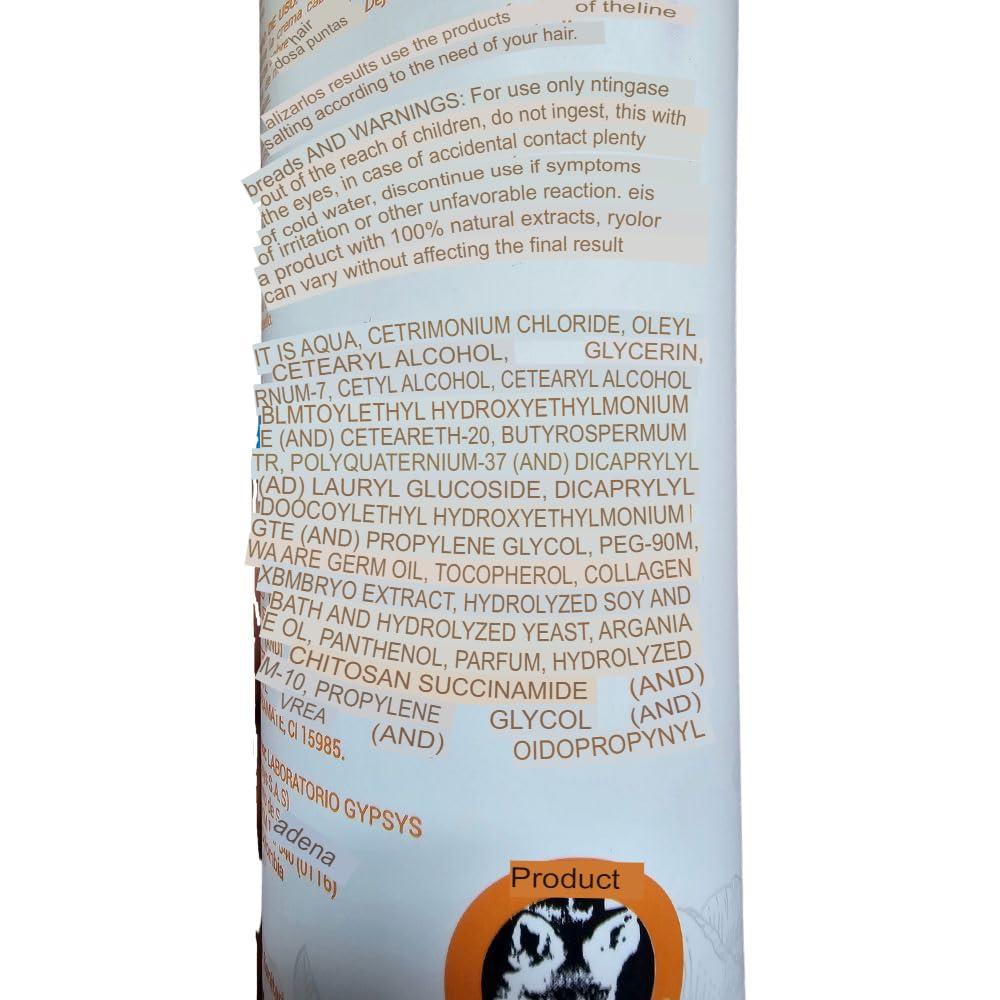 of theline
hair
dosa puntas
alizarlos results use the products
salting according to the need of your hair.
breads AND WARNINGS: For use only ntingase
out of the reach of children, do not ingest, this with
the eyes, in case of accidental contact plenty
of cold water, discontinue use if symptoms
of irritation or other unfavorable reaction. eis
a product with 100% natural extracts, ryolor
can vary without affecting the final result
IT IS AQUA, CETRIMONIUM CHLORIDE, OLEYL
CETEARYL ALCOHOL, GLYCERIN,
RNUM-7, CETYL ALCOHOL, CETEARYL ALCOHOL
BLMTOYLETHYL HYDROXYETHYLMONIUM
E (AND) CETEARETH-20, BUTYROSPERMUM
TR, POLYQUATERNIUM-37 (AND) DICAPRYLYL
(AD) LAURYL GLUCOSIDE, DICAPRYLYL
DOOCOYLETHYL HYDROXYETHYLMONIUM
GTE (AND) PROPYLENE GLYCOL, PEG-90M,
WA ARE GERM OIL, TOCOPHEROL, COLLAGEN
XBMBRYO EXTRACT, HYDROLYZED SOY AND
BATH AND HYDROLYZED YEAST, ARGANIA
E OL, PANTHENOL, PARFUM, HYDROLYZED
CHITOSAN SUCCINAMIDE (AND)
M-10, PROPYLENE GLYCOL (AND)
VREA (AND) OIDOPROPYNYL
CI 15985.
LABORATORIO GYPSYS
S.A.S)
adena
(0116)
Product